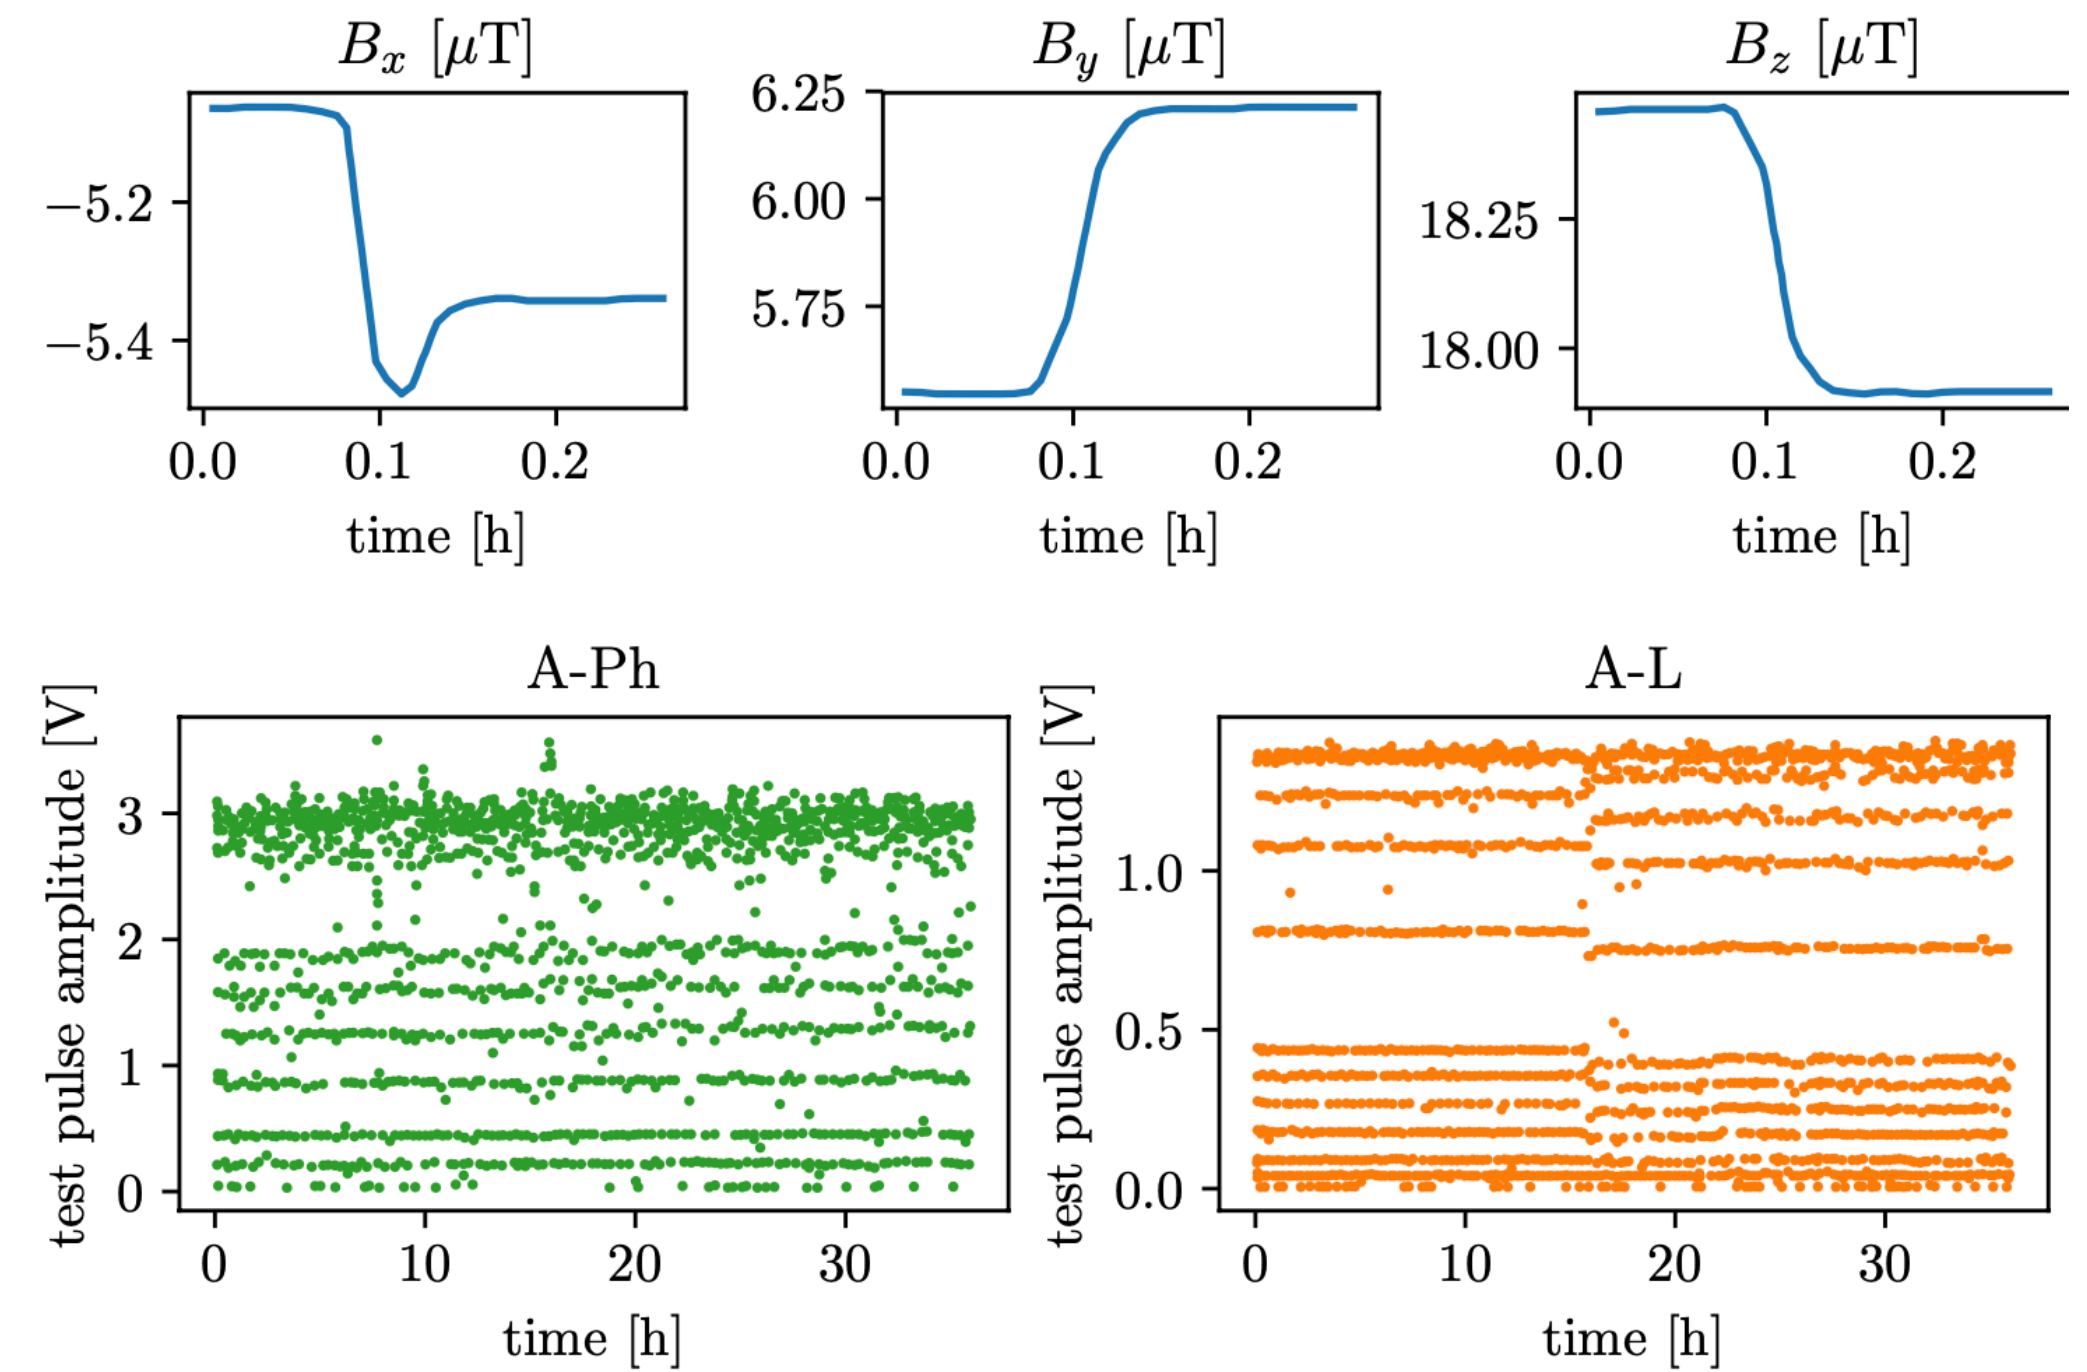 B_x [μT]
B_y [μT]
B_z [μT]
−5.2
−5.4
0.0 0.1 0.2
time [h]
6.25
6.00
5.75
0.0 0.1 0.2
time [h]
18.25
18.00
0.0 0.1 0.2
time [h]
A-Ph
test pulse amplitude [V]
3
2
1
0
0 10 20 30
time [h]
A-L
test pulse amplitude [V]
1.0
0.5
0.0
0 10 20 30
time [h]